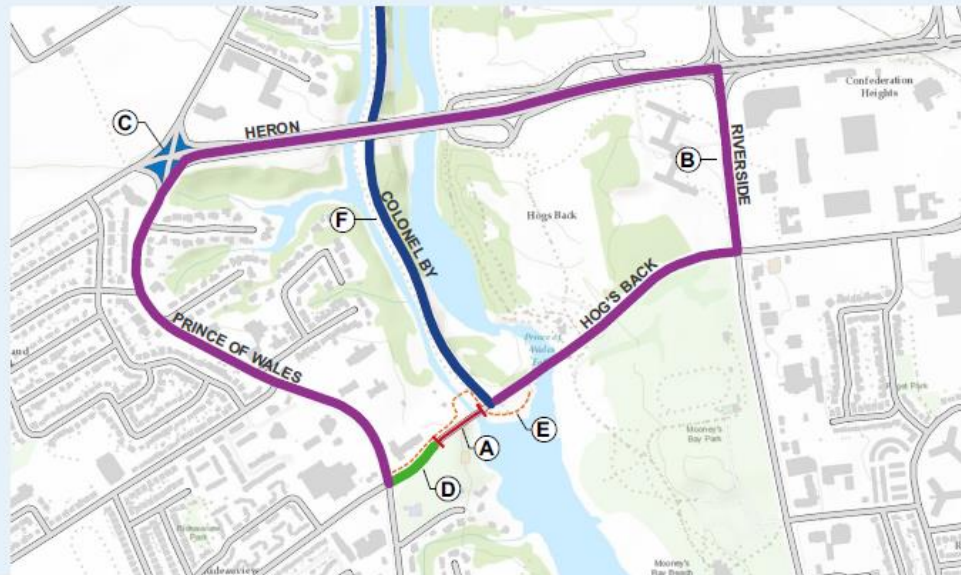 Confederation
Heights
C
HERON
B
RIVERSIDE
Hogs Back
F
COLONEL BY
HOG'S BACK
PRINCE OF WALES
Prince of
Wales
E
A
D
Mooney's
Bay Park
Park
Mooney's
Bay Beach